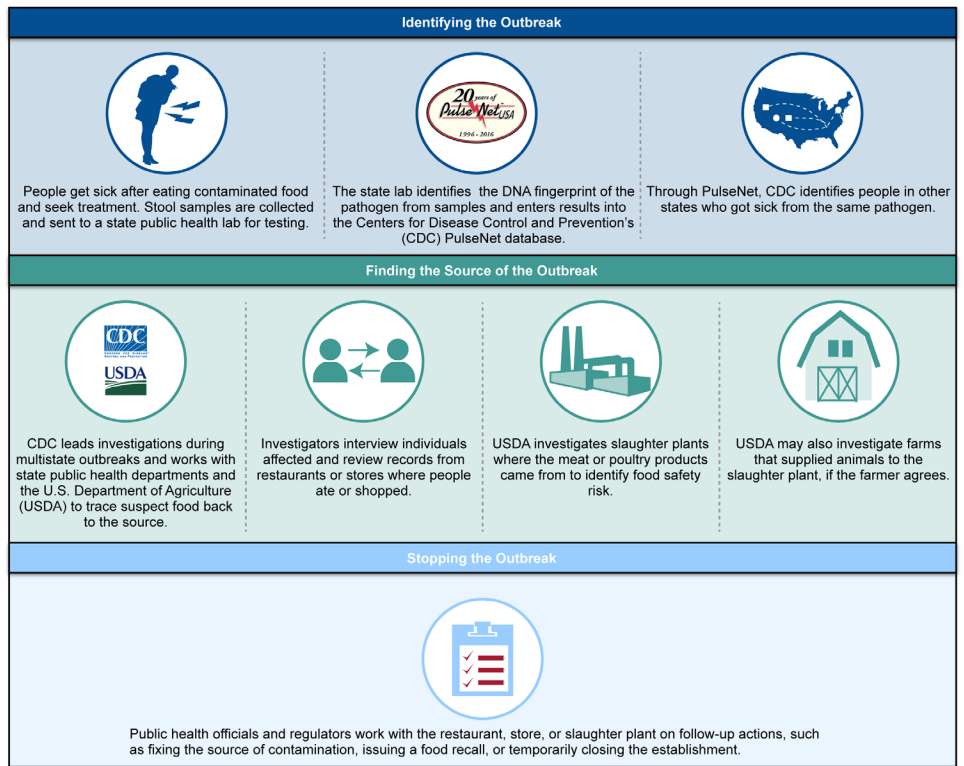 Identifying the Outbreak
20 years of
PulseNet USA
1996 - 2016
People get sick after eating contaminated food
and seek treatment. Stool samples are collected
and sent to a state public health lab for testing.
The state lab identifies the DNA fingerprint of the
pathogen from samples and enters results into
the Centers for Disease Control and Prevention's
(CDC) PulseNet database.
Through PulseNet, CDC identifies people in other
states who got sick from the same pathogen.
Finding the Source of the Outbreak
CDC
CENTERS FOR DISEASE
CONTROL AND PREVENTION
USDA
CDC leads investigations during
multistate outbreaks and works with
state public health departments and
the U.S. Department of Agriculture
(USDA) to trace suspect food back
to the source.
Investigators interview individuals
affected and review records from
restaurants or stores where people
ate or shopped.
USDA investigates slaughter plants
where the meat or poultry products
came from to identify food safety
risk.
USDA may also investigate farms
that supplied animals to the
slaughter plant, if the farmer agrees.
Stopping the Outbreak
Public health officials and regulators work with the restaurant, store, or slaughter plant on follow-up actions, such
as fixing the source of contamination, issuing a food recall, or temporarily closing the establishment.